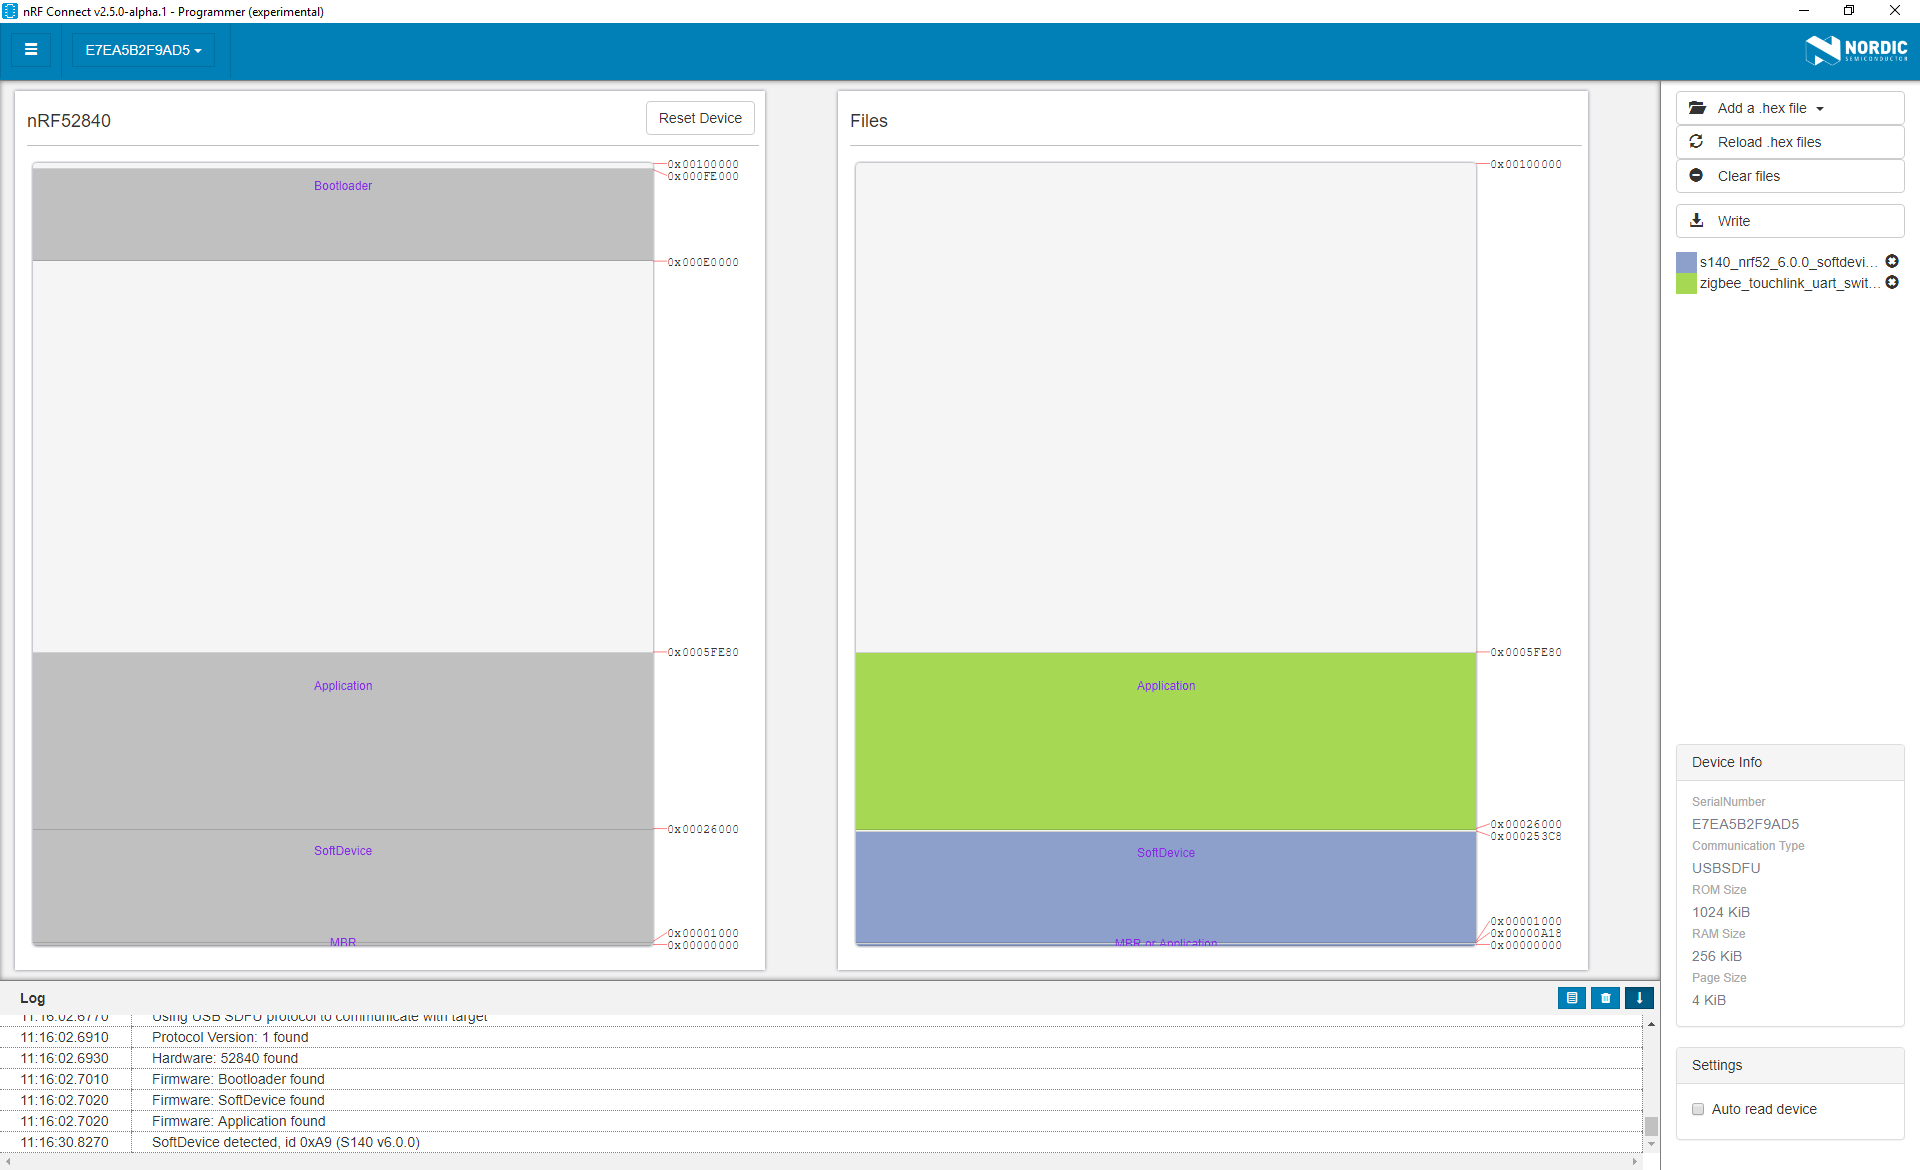 nRF Connect v2.5.0-alpha.1 - Programmer (experimental)
E7EA5B2F9AD5
NORDIC
SEMICONDUCTOR
nRF52840
Reset Device
0x00100000
0x000FE000
Bootloader
0x000E0000
0x0005FE80
Application
0x00026000
SoftDevice
0x00001000
MBR
0x00000000
Files
0x00100000
0x0005FE80
Application
0x00026000
0x000253C8
SoftDevice
0x00001000
0x00000A18
MBR or Application
0x00000000
Add a .hex file
Reload .hex files
Clear files
Write
s140_nrf52_6.0.0_softdevi...
zigbee_touchlink_uart_swit...
Device Info
SerialNumber
E7EA5B2F9AD5
Communication Type
USBSDFU
ROM Size
1024 KiB
RAM Size
256 KiB
Page Size
4 KiB
Settings
Auto read device
Log
11:16:02.6770 Using USB SDFU protocol to communicate with target
11:16:02.6910 Protocol Version: 1 found
11:16:02.6930 Hardware: 52840 found
11:16:02.7010 Firmware: Bootloader found
11:16:02.7020 Firmware: SoftDevice found
11:16:02.7020 Firmware: Application found
11:16:30.8270 SoftDevice detected, id 0xA9 (S140 v6.0.0)